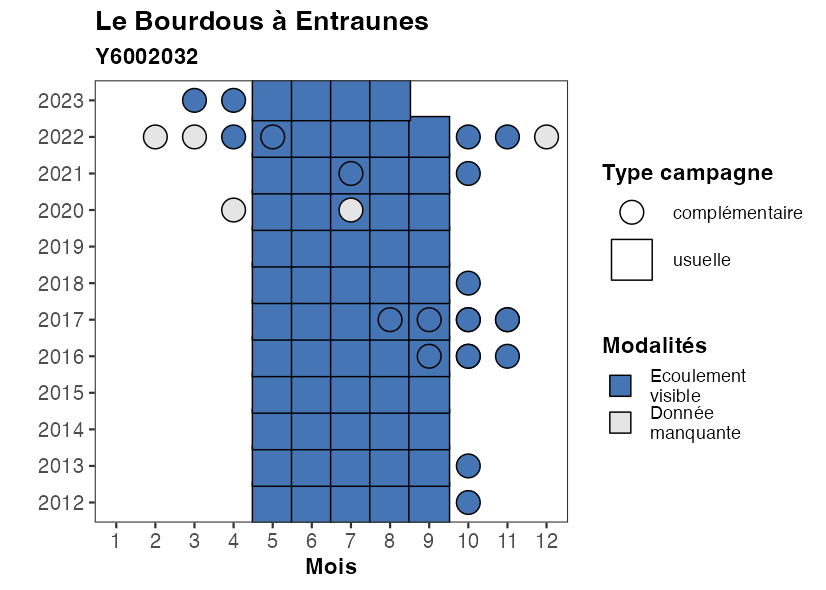 Le Bourdous à Entraunes
Y6002032
2023
2022
2021
2020
2019
2018
2017
2016
2015
2014
2013
2012
1 2 3 4 5 6 7 8 9 10 11 12
Mois
Type campagne
complémentaire
usuelle
Modalités
Ecoulement
visible
Donnée
manquante